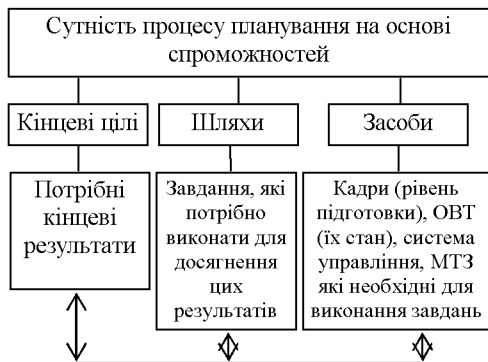 Сутність процесу планування на основі
спроможностей
Кінцеві цілі
Шляхи
Засоби
Потрібні
кінцеві
результати
Завдання, які
потрібно
виконати для
досягнення
цих
результатів
Кадри (рівень
підготовки), ОВТ
(їх стан), система
управління, МТЗ
які необхідні для
виконання завдань